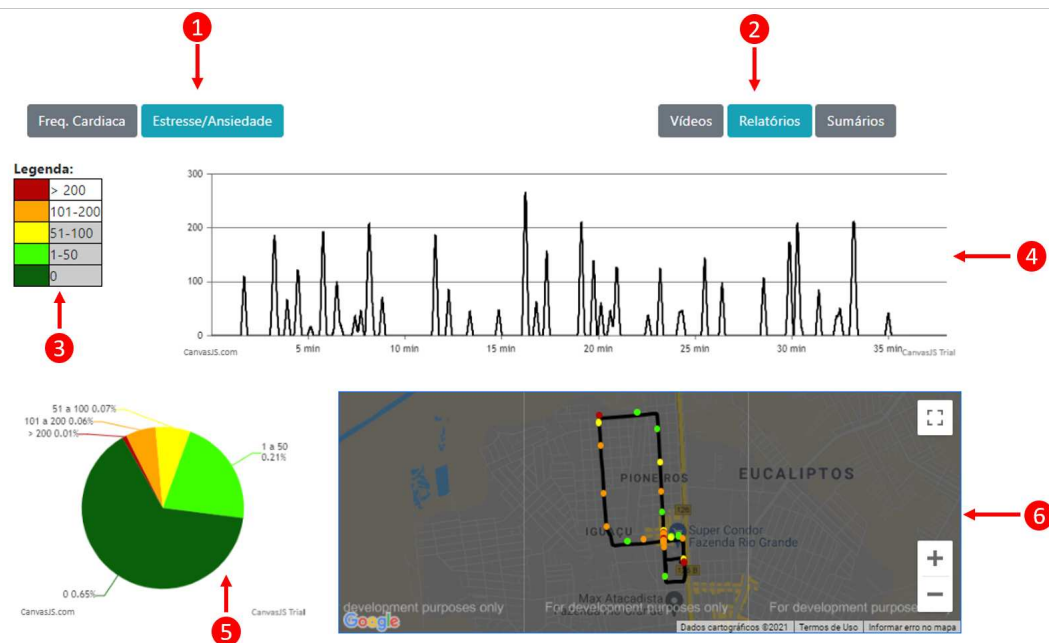 1
2
Freq. Cardiaca
Estresse/Ansiedade
Vídeos
Relatórios
Sumários
Legenda:
> 200
101-200
51-100
1-50
0
3
300
200
100
0
5 min
10 min
15 min
20 min
25 min
30 min
35 min
CanvasJS.com
CanvasJS Trial
4
51 a 100 0.07%
101 a 200 0.06%
> 200 0.01%
1 a 50
0.21%
0 0.65%
CanvasJS.com
CanvasJS Trial
5
PIONEIROS
EUCALIPTOS
IGUAÇU
Super Condor
Fazenda Rio Grande
Max Atacadista
development purposes only
For development purposes only
For development purpos
Google
Dados cartográficos ©2021
Termos de Uso
Informar erro no mapa
+
−
6